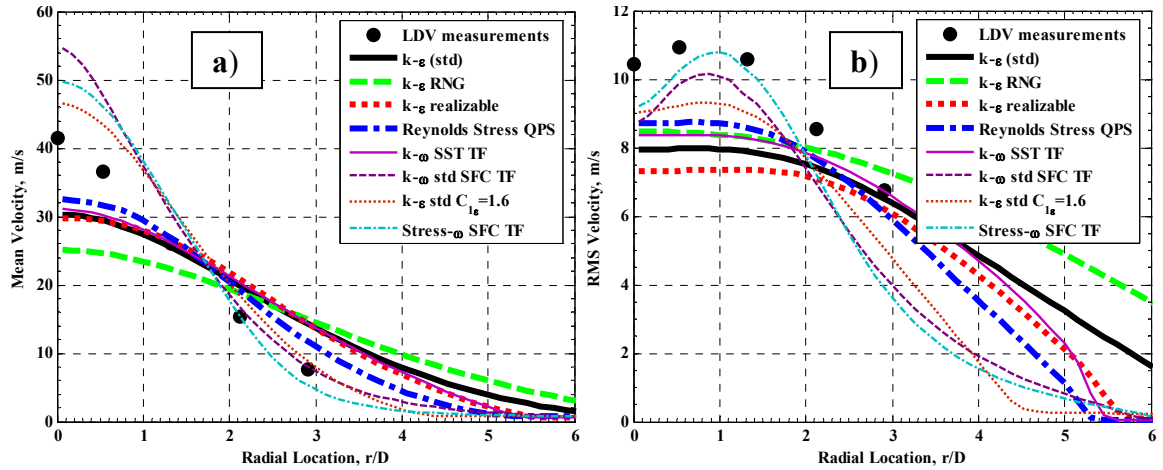 60
50
40
30
20
10
0
Mean Velocity, m/s
0 1 2 3 4 5 6
Radial Location, r/D
a)
LDV measurements
k-ε (std)
k-ε RNG
k-ε realizable
Reynolds Stress QPS
k-ω SST TF
k-ω std SFC TF
k-ε std C1ε=1.6
Stress-ω SFC TF
12
10
8
6
4
2
0
RMS Velocity, m/s
0 1 2 3 4 5 6
Radial Location, r/D
b)
LDV measurements
k-ε (std)
k-ε RNG
k-ε realizable
Reynolds Stress QPS
k-ω SST TF
k-ω std SFC TF
k-ε std C1ε=1.6
Stress-ω SFC TF